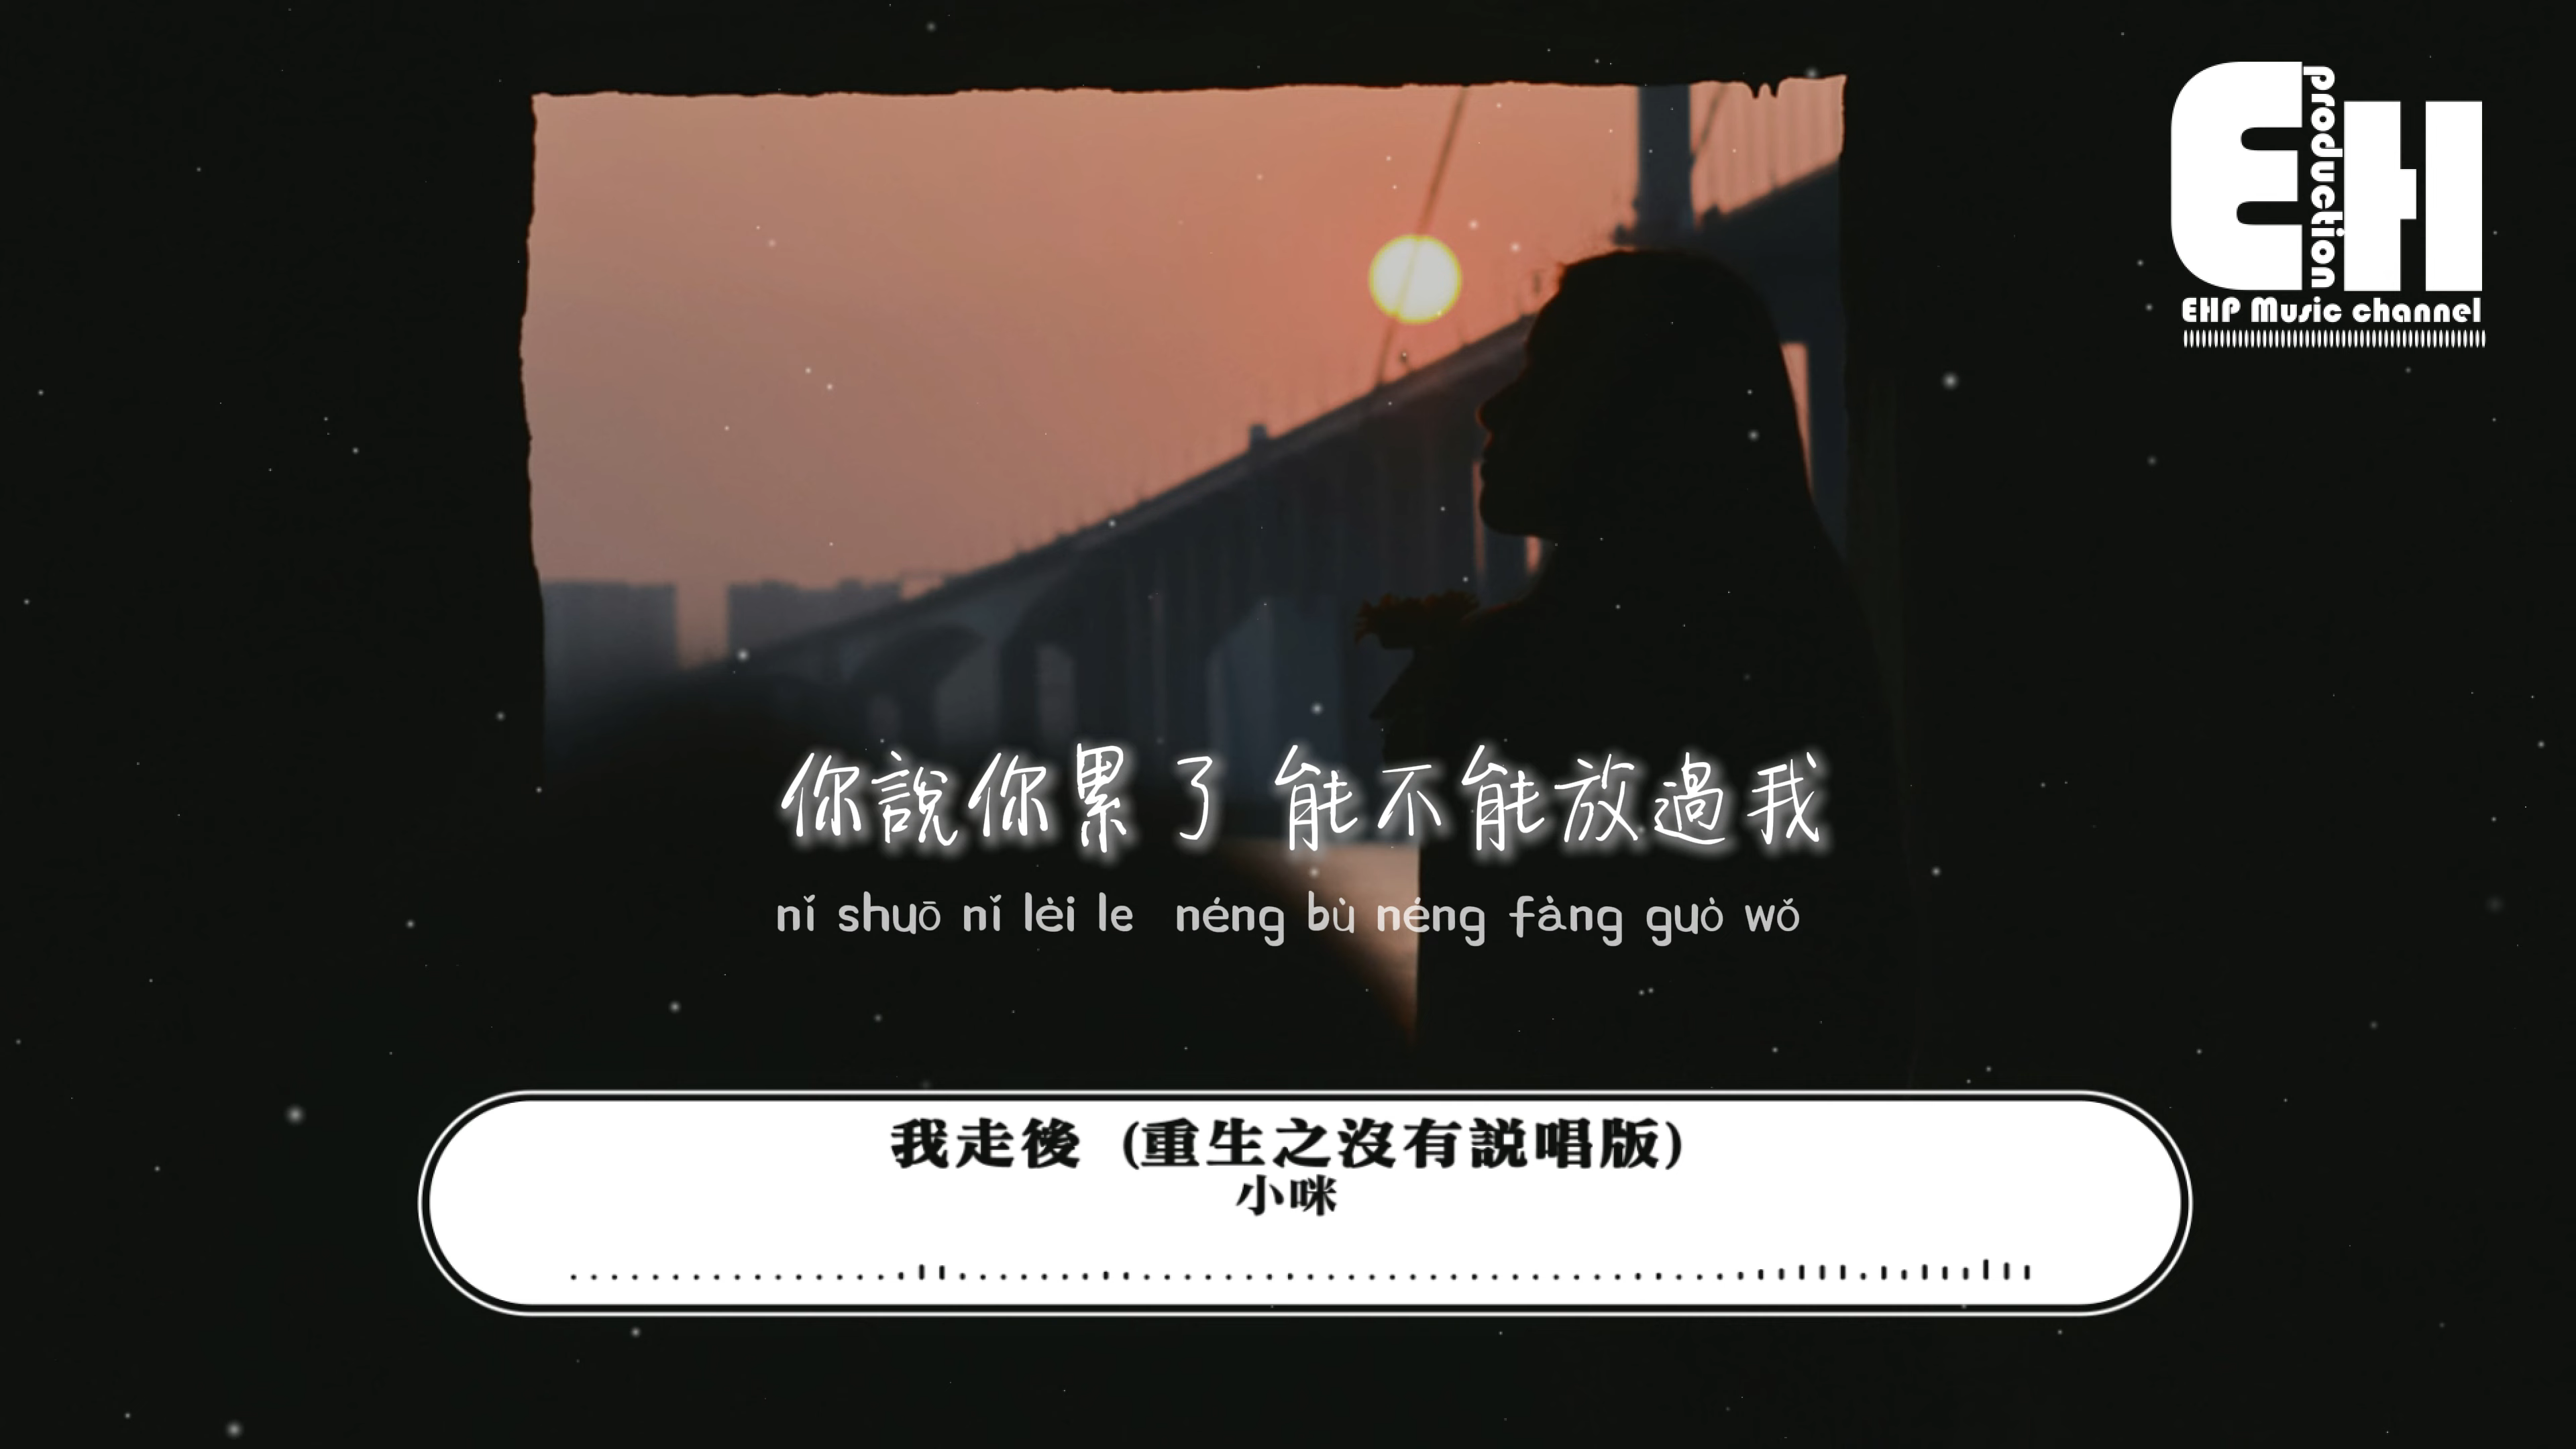 EH
production
EHP Music channel
你說你累了 能不能放過我
nǐ shuō nǐ lèi le néng bù néng fàng guò wǒ
我走後 (重生之沒有説唱版)
小咪